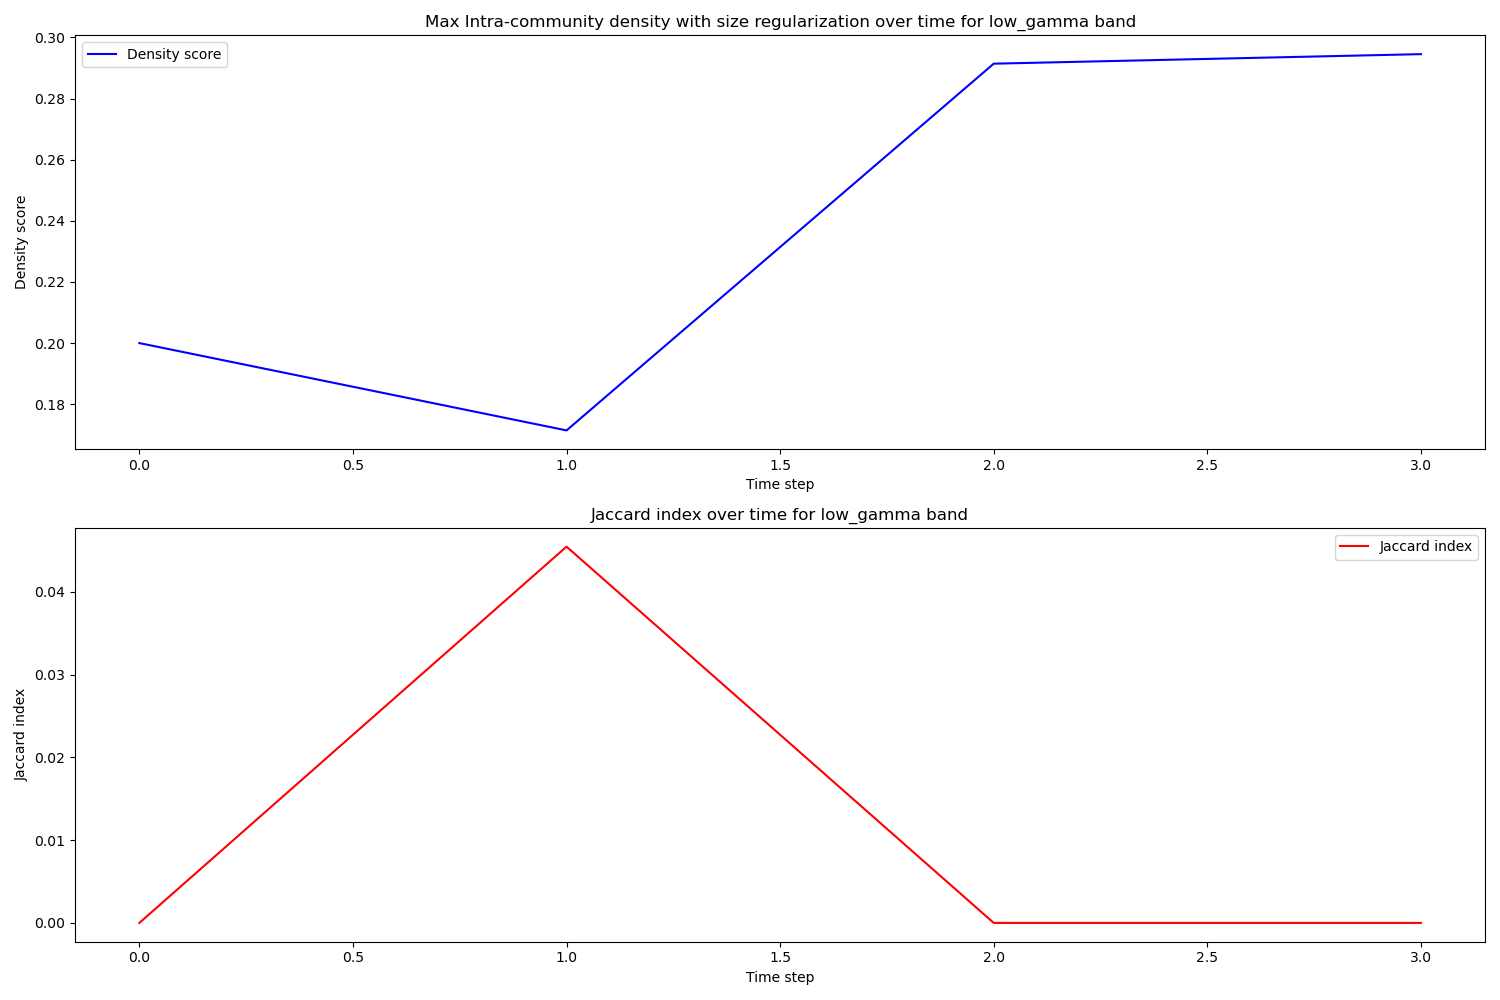 Max Intra-community density with size regularization over time for low_gamma band
Density score
0.30
0.28
0.26
0.24
0.22
0.20
0.18
Density score
0.0 0.5 1.0 1.5 2.0 2.5 3.0
Time step
Jaccard index over time for low_gamma band
Jaccard index
0.04
0.03
0.02
0.01
0.00
Jaccard index
0.0 0.5 1.0 1.5 2.0 2.5 3.0
Time step